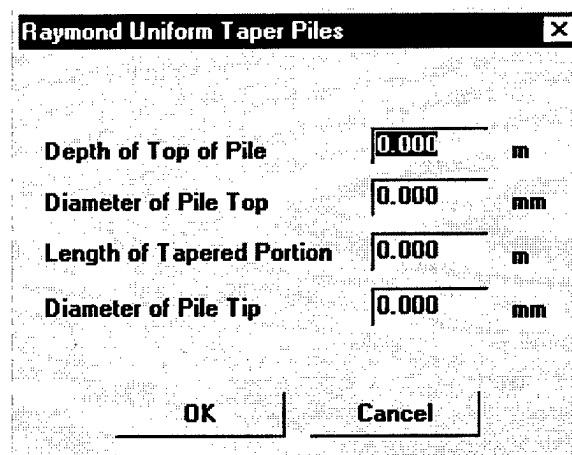 Raymond Uniform Taper Piles
Depth of Top of Pile 0.000 m
Diameter of Pile Top 0.000 mm
Length of Tapered Portion 0.000 m
Diameter of Pile Tip 0.000 mm
OK Cancel